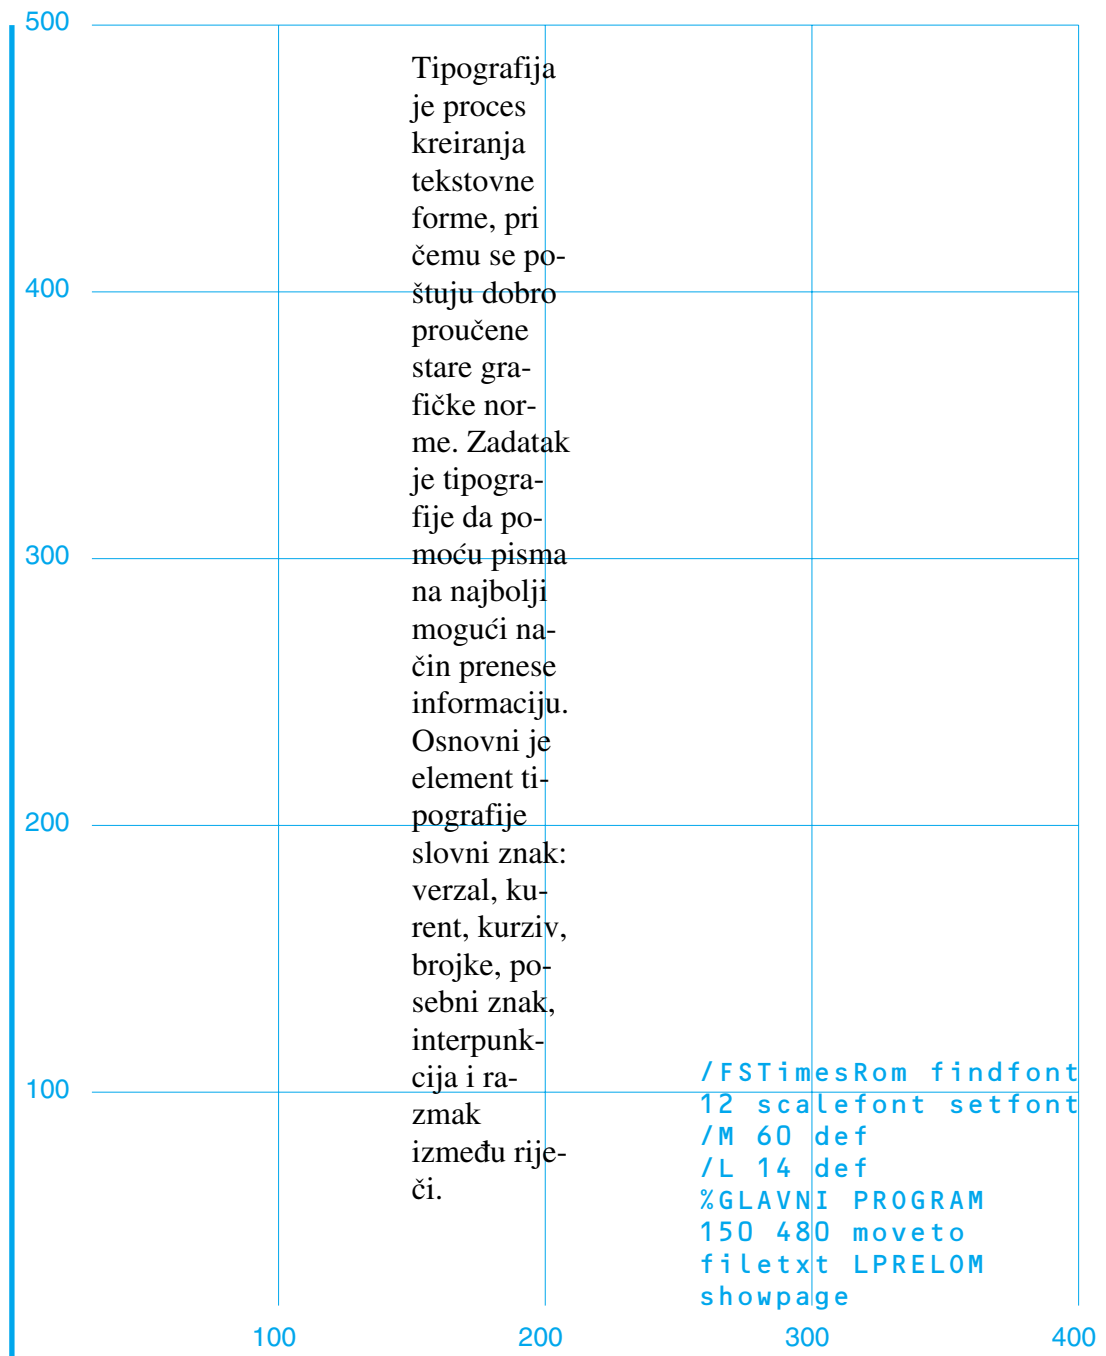 500
Tipografija
je proces
kreiranja
tekstovne
forme, pri
čemu se po-
400
štuju dobro
proučene
stare gra-
fičke nor-
me. Zadatak
je tipogra-
fije da po-
300
moću pisma
na najbolji
mogući na-
čin prenese
informaciju.
Osnovni je
element ti-
200
pografije
slovni znak:
verzal, ku-
rent, kurziv,
brojke, po-
sebni znak,
interpunk-
cija i ra-
zmak
između rije-
či.
100
/FSTimesRom findfont
12 scalefont setfont
/M 60 def
/L 14 def
%GLAVNI PROGRAM
150 480 moveto
filetxt LPRELOM
showpage
100 200 300 400